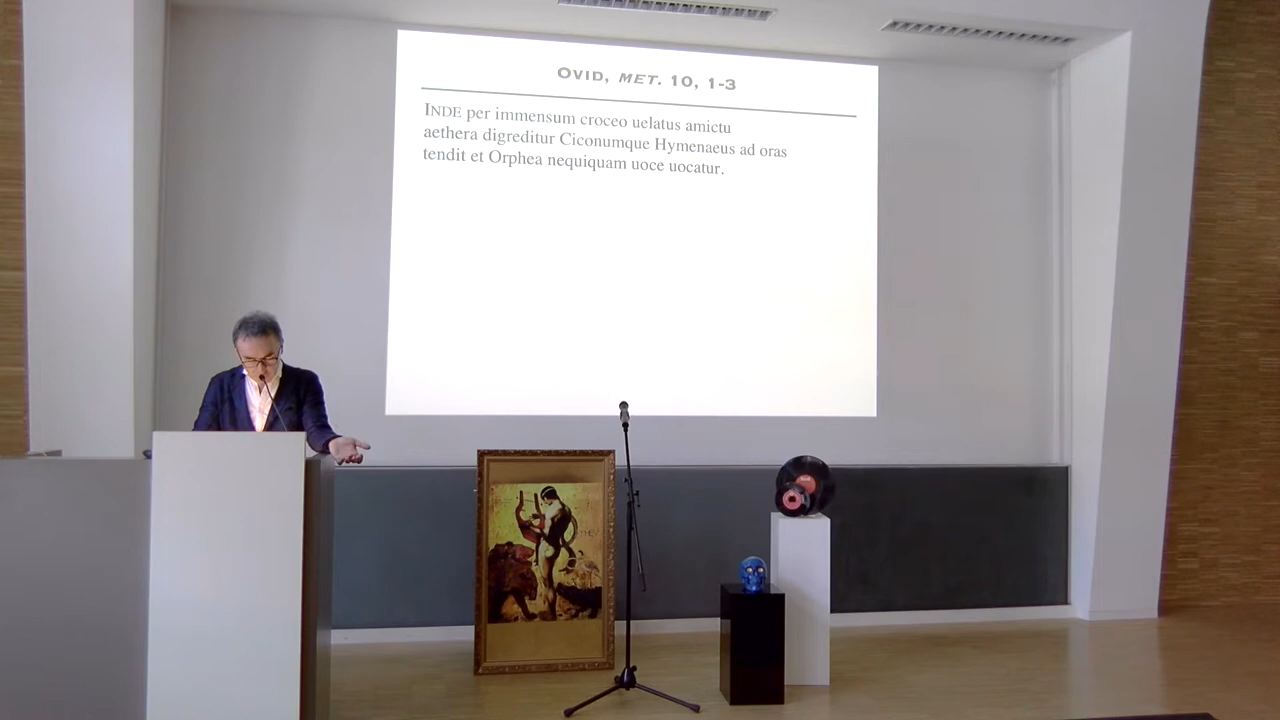 OVID, MET. 10, 1-3
INDE per immensum croceo uelatus amictu
aethera digreditur Ciconumque Hymenaeus ad oras
tendit et Orphea nequiquam uoce uocatur.